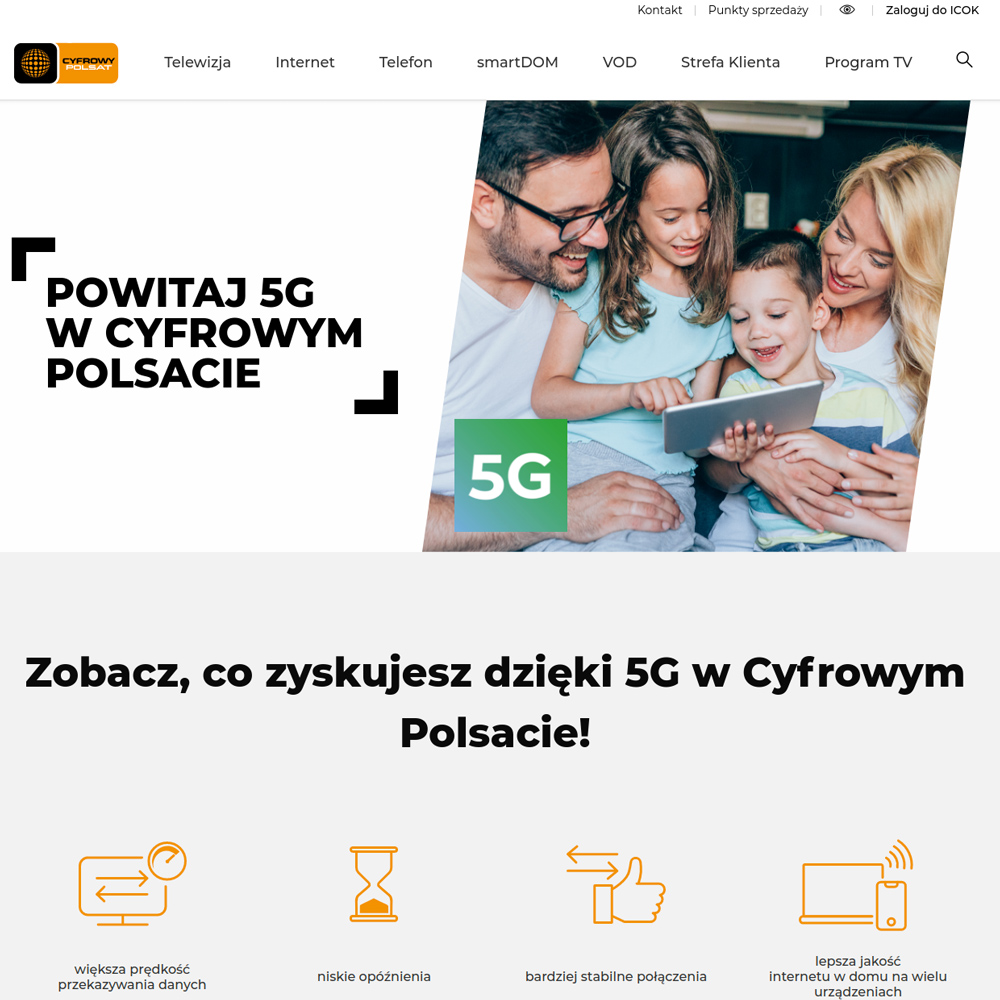 Kontakt
Punkty sprzedaży
Zaloguj do ICOK
CYFROWY
POLSAT
Telewizja
Internet
Telefon
smartDOM
VOD
Strefa Klienta
Program TV
POWITAJ 5G
W CYFROWYM
POLSACIE
5G
Zobacz, co zyskujesz dzięki 5G w Cyfrowym
Polsacie!
większa prędkość
przekazywania danych
niskie opóźnienia
bardziej stabilne połączenia
lepsza jakość
internetu w domu na wielu
urządzeniach